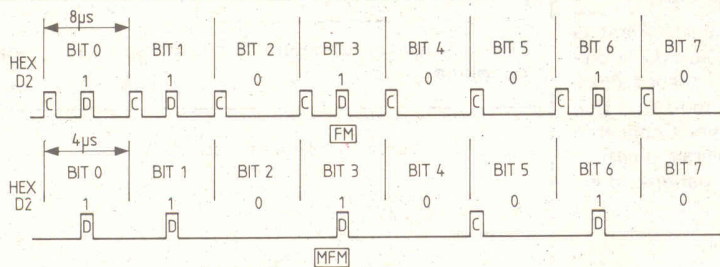 8µs
BIT 0 BIT 1 BIT 2 BIT 3 BIT 4 BIT 5 BIT 6 BIT 7
HEX
D2 1 1 0 1 0 0 1 0
C D C D C C D C C C D C
FM
4µs
BIT 0 BIT 1 BIT 2 BIT 3 BIT 4 BIT 5 BIT 6 BIT 7
HEX
D2 1 1 0 1 0 0 1 0
D D D C D
MFM